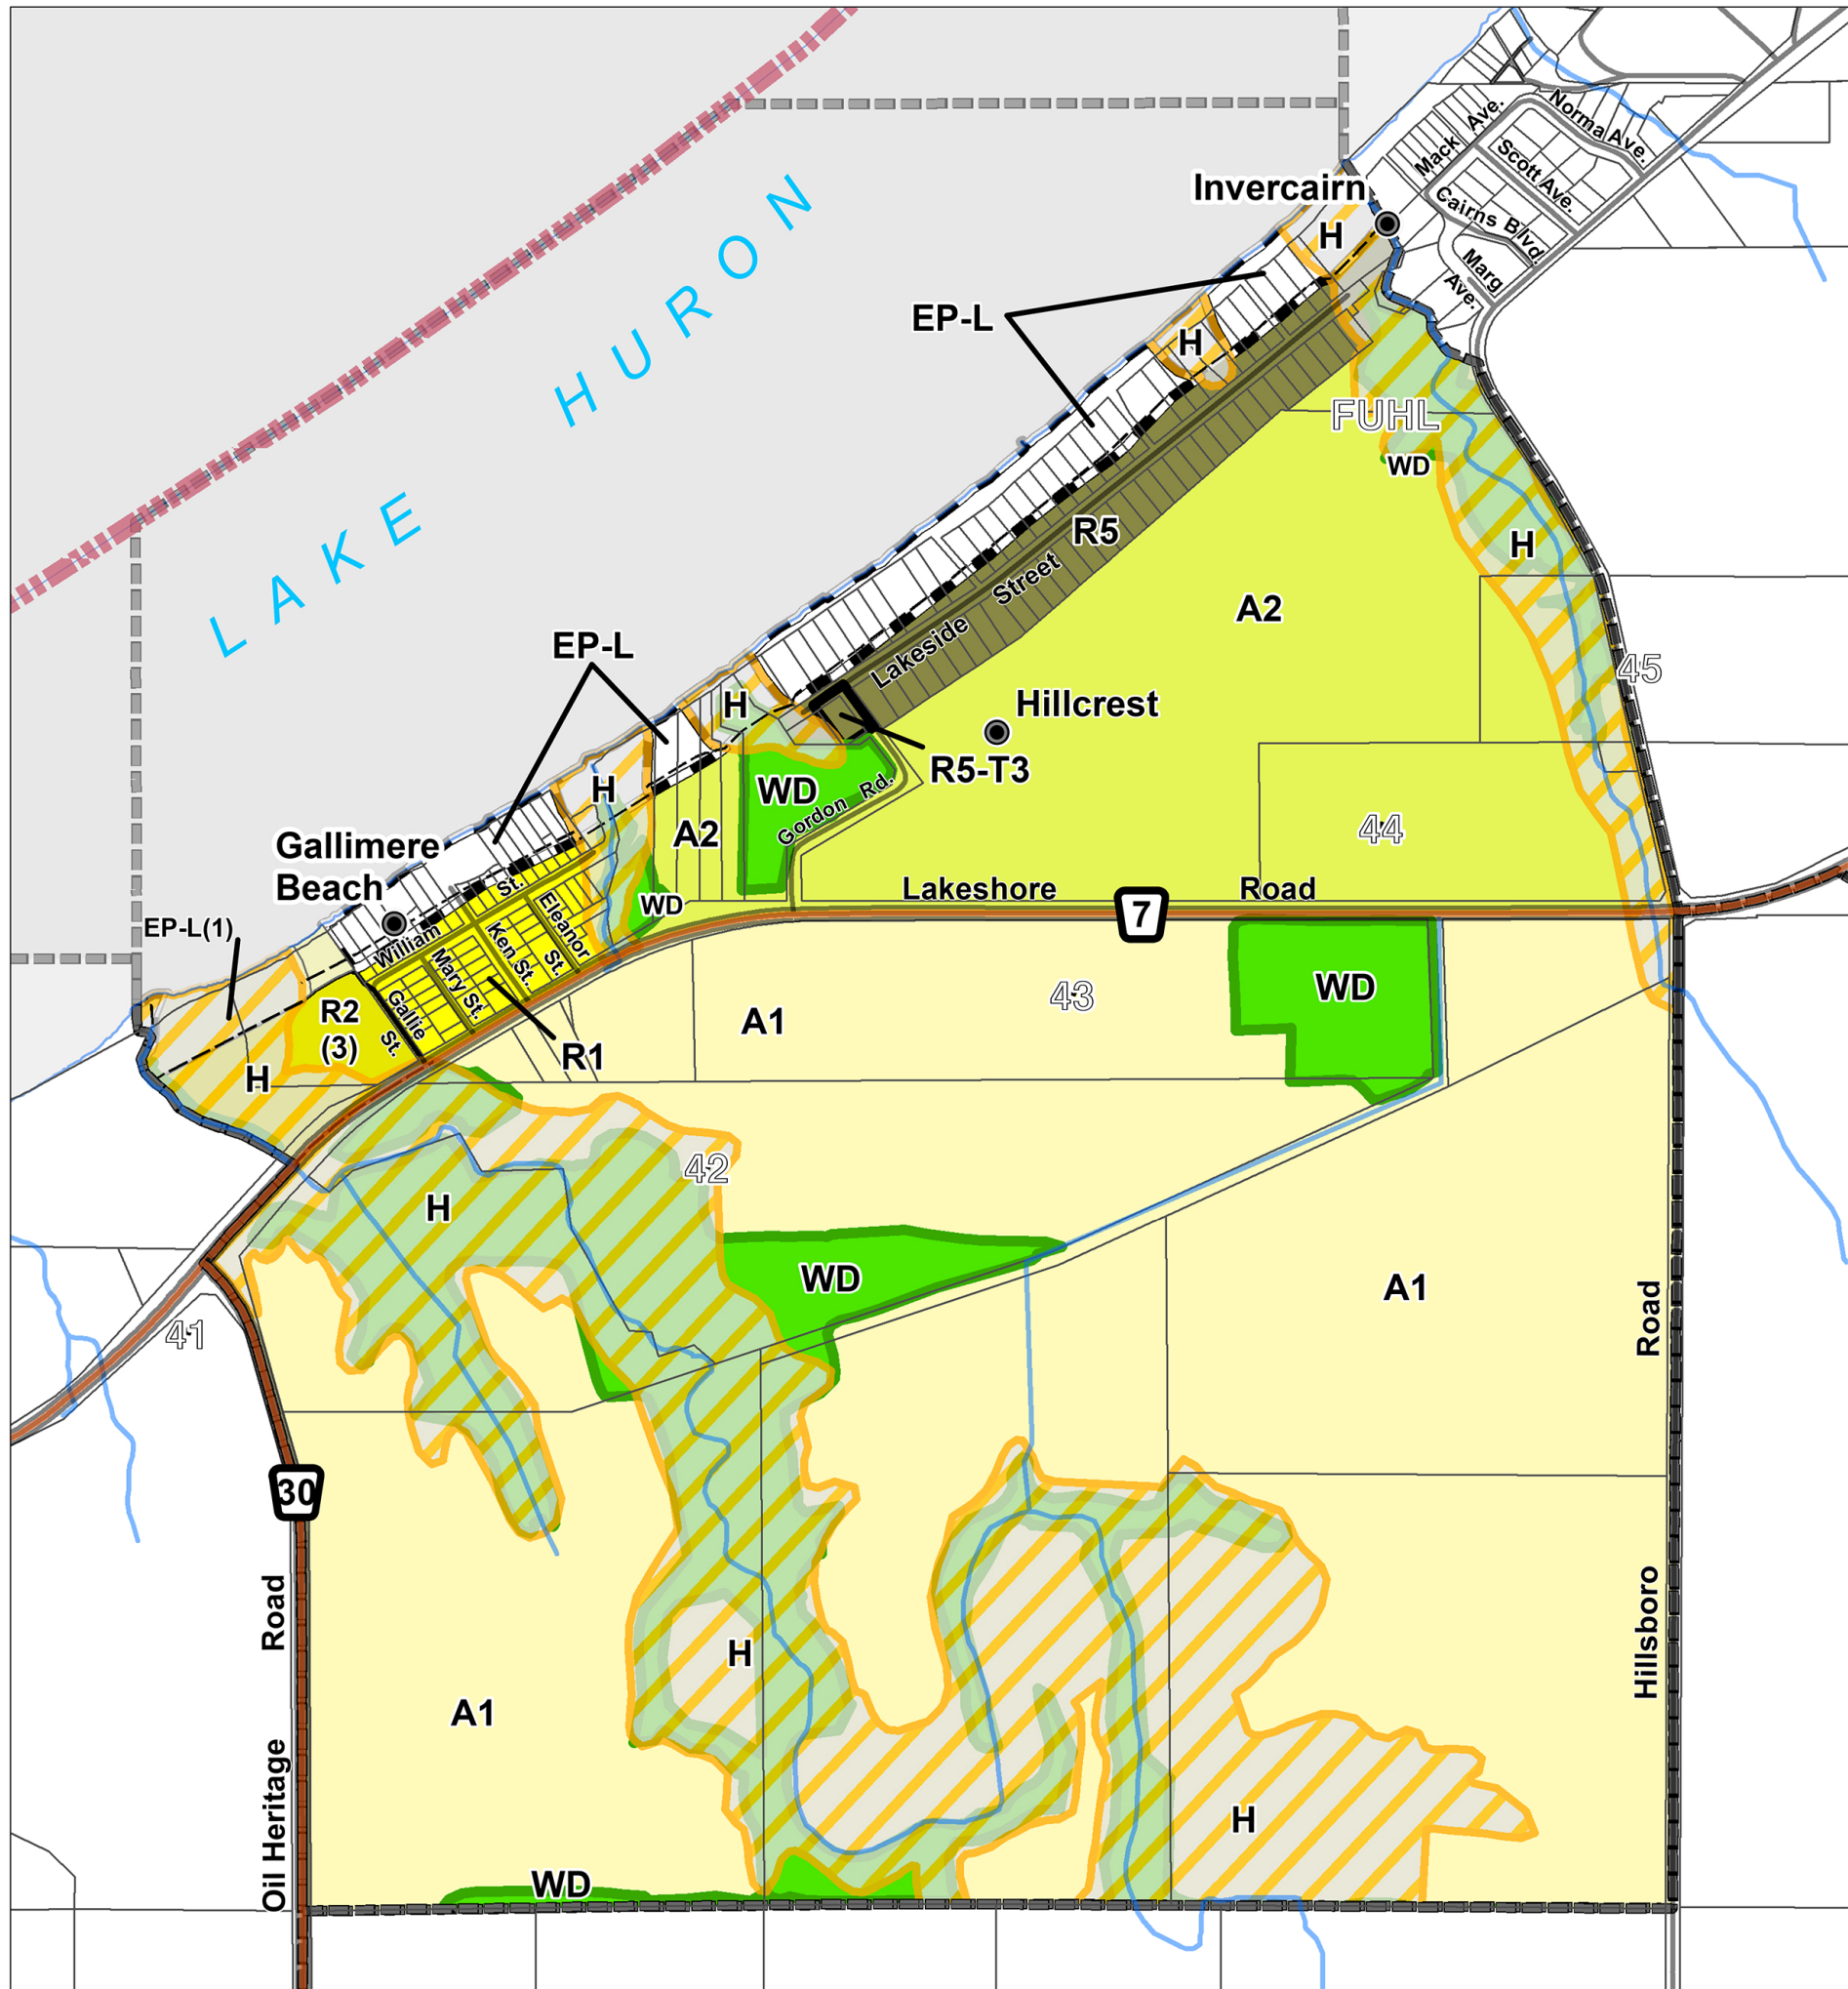 LAKE HURON
Mack Ave.
Norma Ave.
Scott Ave.
Cairns Blvd.
Marg
Ave.
Invercairn
H
EP-L
H
FUHL
WD
R5
H
Lakeside Street
A2
EP-L
45
H
Hillcrest
R5-T3
WD
Gordon Rd.
H
A2
44
Gallimere
Beach
Lakeshore Road
7
WD
EP-L(1)
William St.
Eleanor St.
Ken St.
Mary St.
Gallie St.
R2
(3)
R1
H
A1
43
WD
42
H
WD
A1
41
30
Oil Heritage Road
Hillsboro Road
H
A1
H
WD